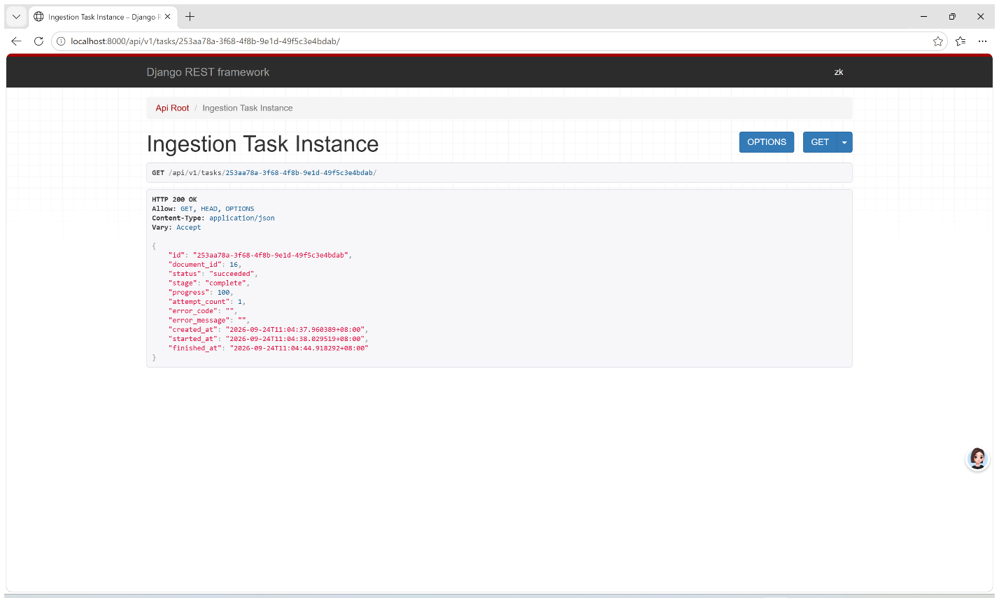 Ingestion Task Instance – Django R
localhost:8000/api/v1/tasks/253aa78a-3f68-4f8b-9e1d-49f5c3e4bdab/
Django REST framework
zk
Api Root / Ingestion Task Instance
Ingestion Task Instance
OPTIONS
GET
GET /api/v1/tasks/253aa78a-3f68-4f8b-9e1d-49f5c3e4bdab/
HTTP 200 OK
Allow: GET, HEAD, OPTIONS
Content-Type: application/json
Vary: Accept
{
    "id": "253aa78a-3f68-4f8b-9e1d-49f5c3e4bdab",
    "document_id": 16,
    "status": "succeeded",
    "stage": "complete",
    "progress": 100,
    "attempt_count": 1,
    "error_code": "",
    "error_message": "",
    "created_at": "2026-09-24T11:04:37.960389+08:00",
    "started_at": "2026-09-24T11:04:38.029519+08:00",
    "finished_at": "2026-09-24T11:04:44.918292+08:00"
}